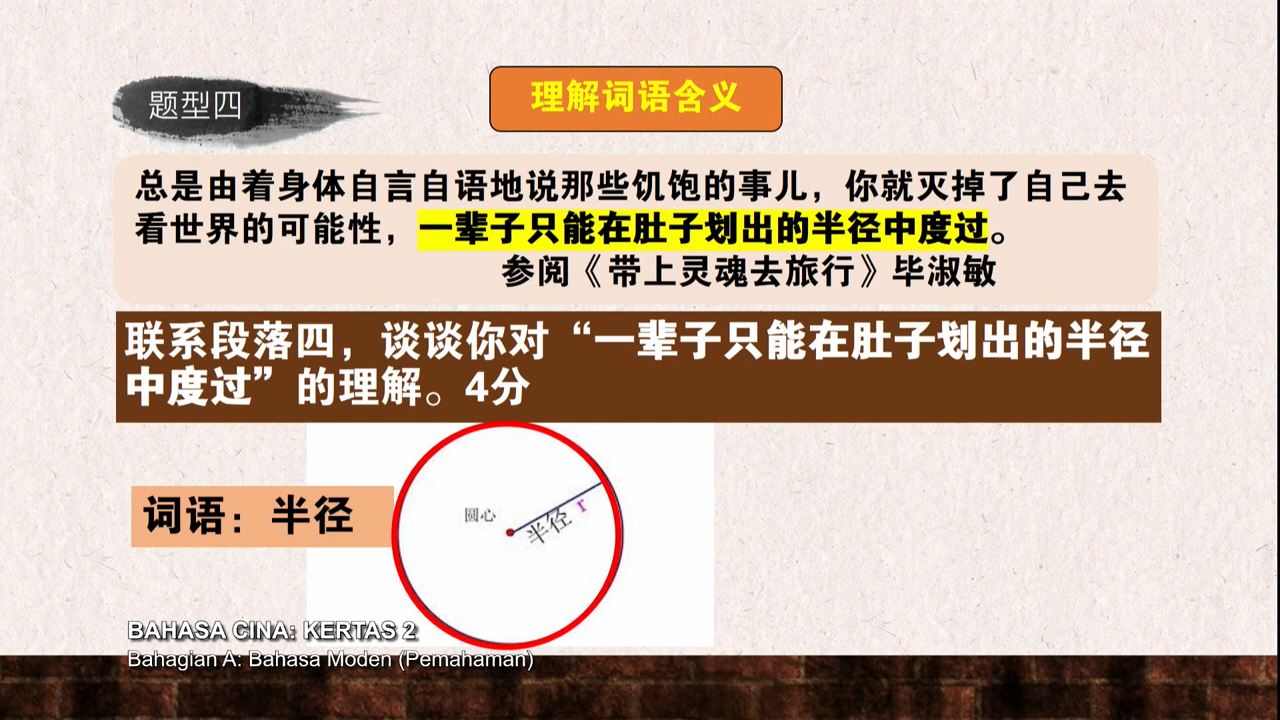 题型四
理解词语含义
总是由着身体自言自语地说那些饥饱的事儿，你就灭掉了自己去
看世界的可能性，一辈子只能在肚子划出的半径中度过。
参阅《带上灵魂去旅行》毕淑敏
联系段落四，谈谈你对“一辈子只能在肚子划出的半径
中度过”的理解。4分
词语：半径
圆心
半径 r
BAHASA CINA: KERTAS 2
Bahagian A: Bahasa Moden (Pemahaman)